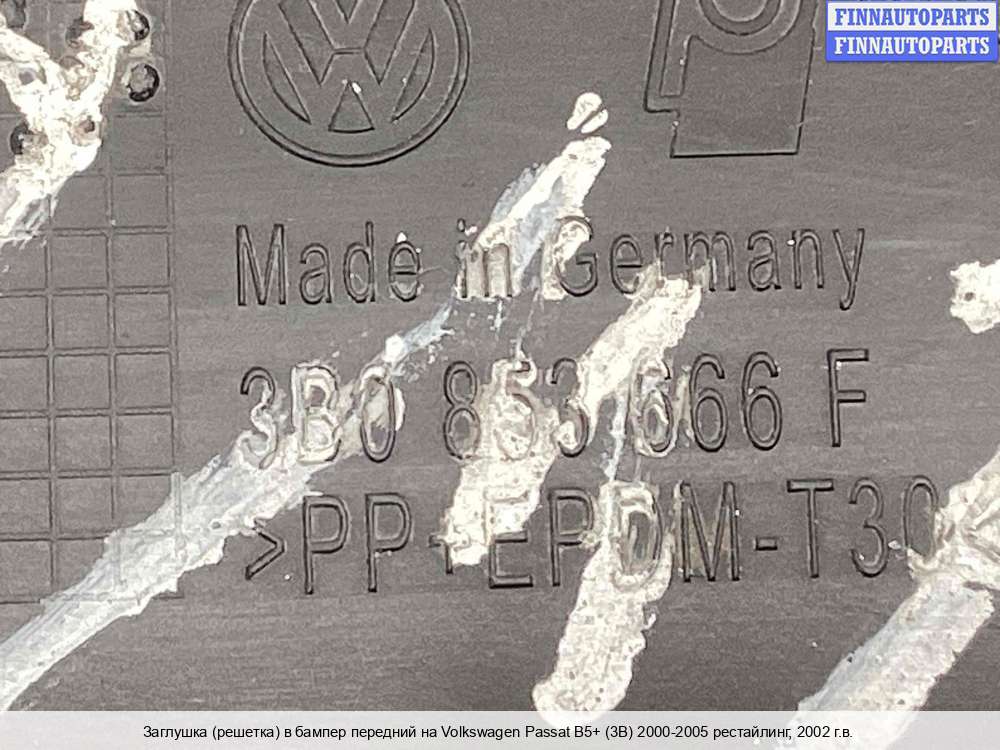 FINNAUTOPARTS
FINNAUTOPARTS
Made in Germany
3B0 853 666 F
>PP+EPDM-T30
Заглушка (решетка) в бампер передний на Volkswagen Passat B5+ (3B) 2000-2005 рестайлинг, 2002 г.в.